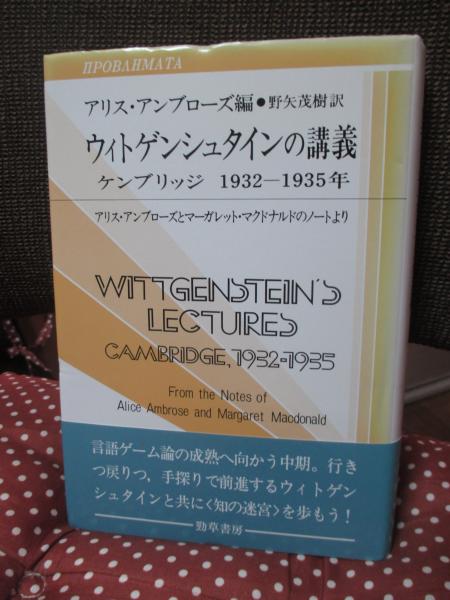 ΠΡΟΒΛΗΜΑΤΑ
アリス・アンブローズ編●野矢茂樹訳
ウィトゲンシュタインの講義
ケンブリッジ 1932—1935年
アリス・アンブローズとマーガレット・マクドナルドのノートより
WITTGENSTEIN'S
LECTURES
CAMBRIDGE, 1932-1935
From the Notes of
Alice Ambrose and Margaret Macdonald
言語ゲーム論の成熟へ向かう中期。行き
つ戻りつ，手探りで前進するウィトゲン
シュタインと共に〈知の迷宮〉を歩もう！
勁草書房